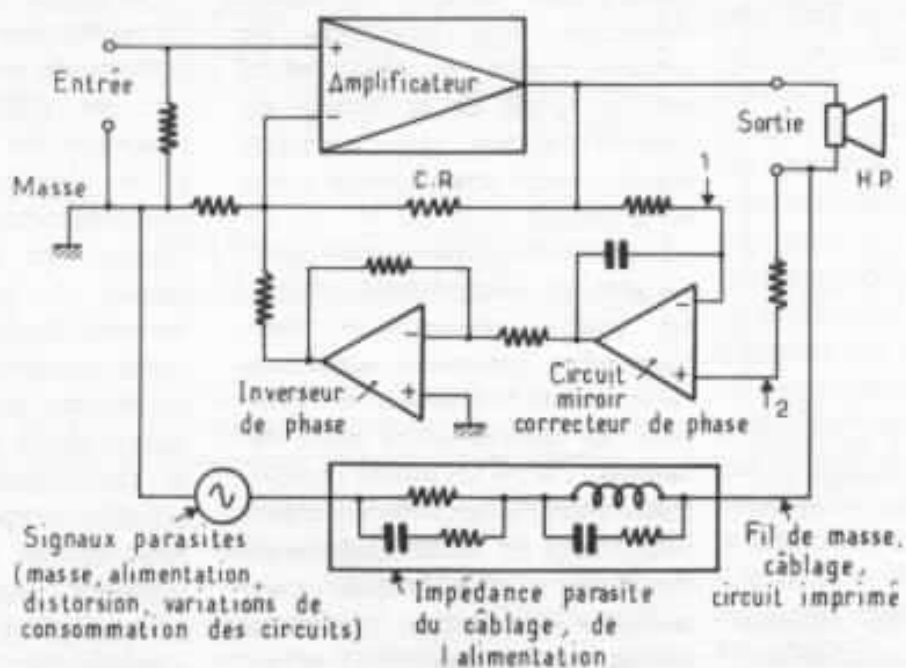 Entrée
Masse
+
Amplificateur
−
C.R
Sortie
H.P.
1
−
+
Inverseur
de phase
−
+
Circuit
miroir
correcteur de phase
2
Signaux parasites
(masse, alimentation,
distorsion, variations de
consommation des circuits)
Impédance parasite
du câblage, de
l alimentation
Fil de masse,
câblage,
circuit imprimé